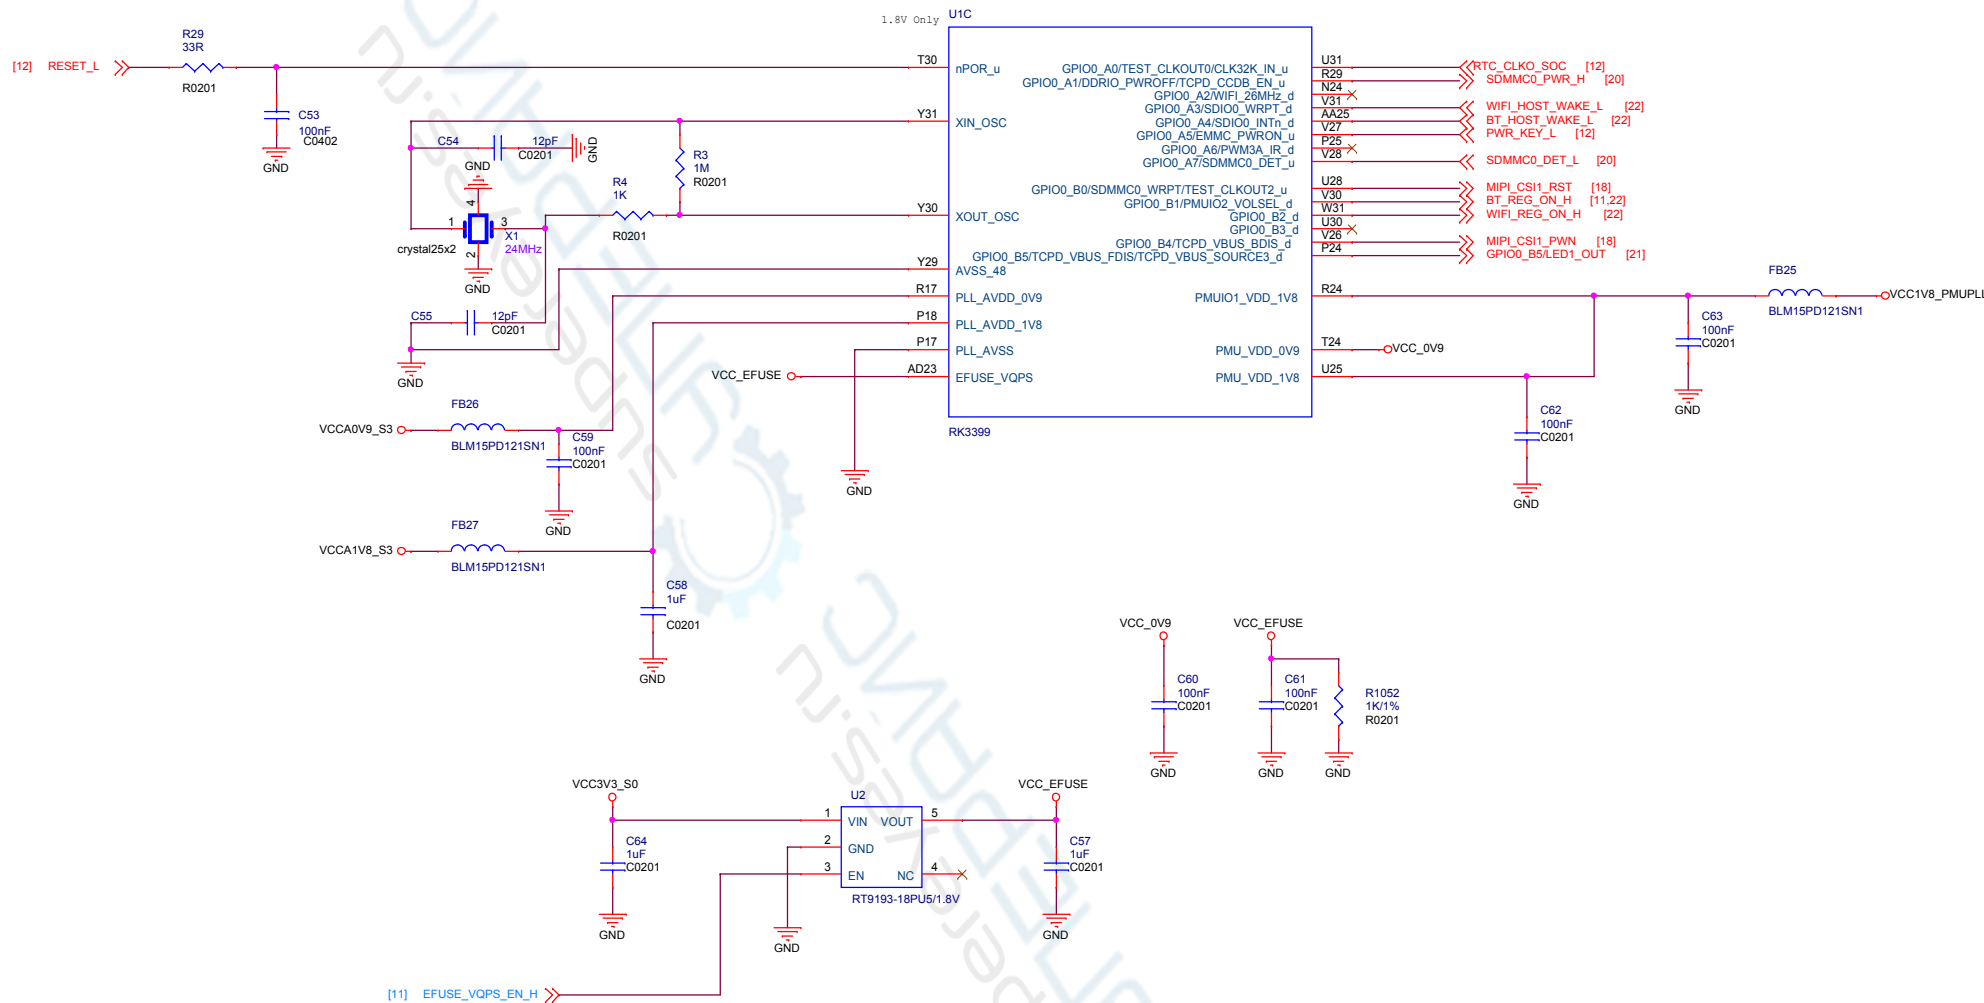 1.8V Only
U1C
R29
33R
R0201
[12] RESET_L
C53
100nF
C0402
GND
T30
nPOR_u
Y31
XIN_OSC
C54
12pF
C0201
GND
GND
R3
1M
R0201
R4
1K
R0201
Y30
XOUT_OSC
4
1
3
2
X1
24MHz
crystal25x2
GND
Y29
AVSS_48
R17
PLL_AVDD_0V9
P18
PLL_AVDD_1V8
P17
PLL_AVSS
AD23
EFUSE_VQPS
VCC_EFUSE
C55
12pF
C0201
GND
FB26
VCCA0V9_S3
BLM15PD121SN1
C59
100nF
C0201
GND
GND
FB27
VCCA1V8_S3
BLM15PD121SN1
C58
1uF
C0201
GND
GPIO0_A0/TEST_CLKOUT0/CLK32K_IN_u
U31
RTC_CLKO_SOC [12]
GPIO0_A1/DDRIO_PWROFF/TCPD_CCDB_EN_u
R29
SDMMC0_PWR_H [20]
GPIO0_A2/WIFI_26MHz_d
N24
GPIO0_A3/SDIO0_WRPT_d
V31
WIFI_HOST_WAKE_L [22]
GPIO0_A4/SDIO0_INTn_d
AA25
BT_HOST_WAKE_L [22]
GPIO0_A5/EMMC_PWRON_u
V27
PWR_KEY_L [12]
GPIO0_A6/PWM3A_IR_d
P25
GPIO0_A7/SDMMC0_DET_u
V28
SDMMC0_DET_L [20]
GPIO0_B0/SDMMC0_WRPT/TEST_CLKOUT2_u
U28
MIPI_CSI1_RST [18]
GPIO0_B1/PMUIO2_VOLSEL_d
V30
BT_REG_ON_H [11,22]
GPIO0_B2_d
W31
WIFI_REG_ON_H [22]
GPIO0_B3_d
U30
GPIO0_B4/TCPD_VBUS_BDIS_d
V26
MIPI_CSI1_PWN [18]
GPIO0_B5/TCPD_VBUS_FDIS/TCPD_VBUS_SOURCE3_d
P24
GPIO0_B5/LED1_OUT [21]
PMUIO1_VDD_1V8
R24
PMU_VDD_0V9
T24
VCC_0V9
PMU_VDD_1V8
U25
RK3399
FB25
BLM15PD121SN1
VCC1V8_PMUPLL
C63
100nF
C0201
GND
C62
100nF
C0201
GND
VCC_0V9
C60
100nF
C0201
GND
VCC_EFUSE
C61
100nF
C0201
GND
R1052
1K/1%
R0201
GND
VCC3V3_S0
C64
1uF
C0201
GND
U2
1
VIN
VOUT
5
2
GND
3
EN
NC
4
RT9193-18PU5/1.8V
GND
VCC_EFUSE
C57
1uF
C0201
GND
[11] EFUSE_VQPS_EN_H